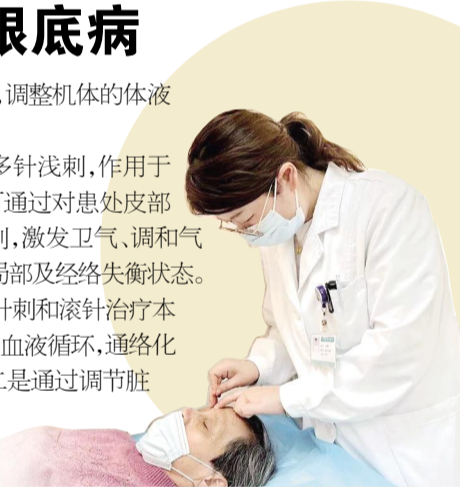 眼底病
,调整机体的体液
多针浅刺,作用于
可通过对患处皮部
刺,激发卫气、调和气
局部及经络失衡状态。
针刺和滚针治疗本
血液循环,通络化
二是通过调节脏